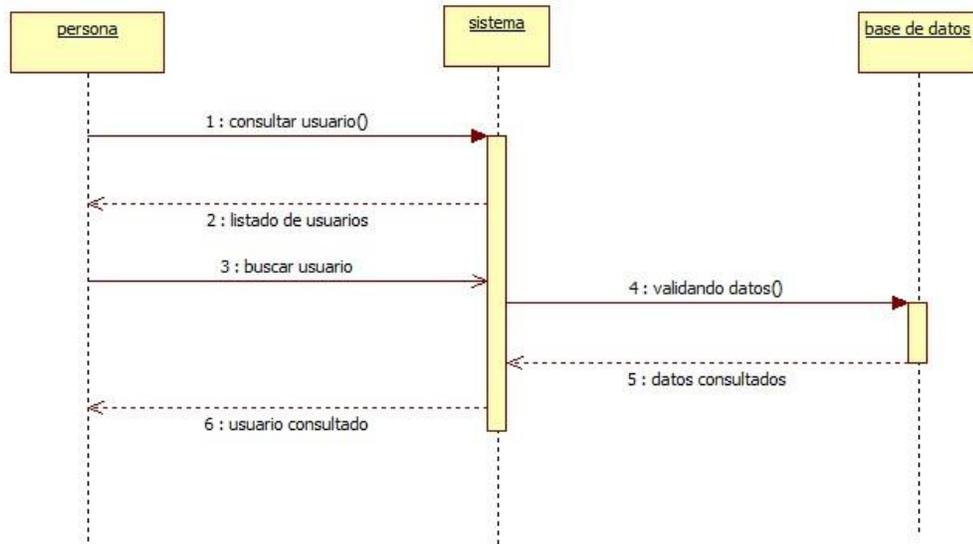 persona
sistema
base de datos
1 : consultar usuario()
2 : listado de usuarios
3 : buscar usuario
4 : validando datos()
5 : datos consultados
6 : usuario consultado